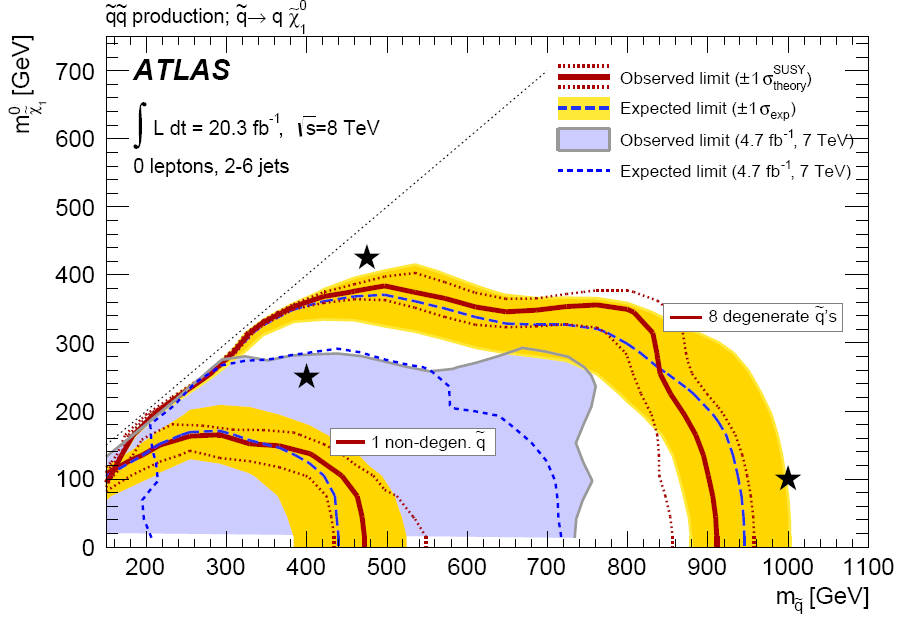 q̃q̃ production; q̃→ q χ̃₁⁰
m_χ̃₁⁰ [GeV]
ATLAS
∫ L dt = 20.3 fb⁻¹, √s=8 TeV
0 leptons, 2-6 jets
Observed limit (±1 σ_theory^SUSY)
Expected limit (±1 σ_exp)
Observed limit (4.7 fb⁻¹, 7 TeV)
Expected limit (4.7 fb⁻¹, 7 TeV)
8 degenerate q̃'s
1 non-degen. q̃
700
600
500
400
300
200
100
0
200 300 400 500 600 700 800 900 1000 1100
m_q̃ [GeV]